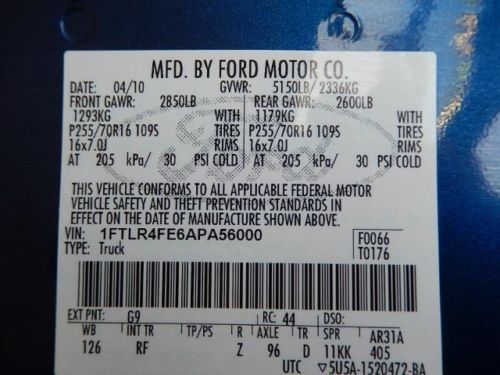 MFD. BY FORD MOTOR CO.
DATE: 04/10 GVWR: 5150LB/ 2336KG
FRONT GAWR: 2850LB REAR GAWR: 2600LB
1293KG WITH 1179KG WITH
P255/70R16 109S TIRES P255/70R16 109S TIRES
16x7.0J RIMS 16x7.0J RIMS
AT 205 kPa/ 30 PSI COLD AT 205 kPa/ 30 PSI COLD
Ford
THIS VEHICLE CONFORMS TO ALL APPLICABLE FEDERAL MOTOR
VEHICLE SAFETY AND THEFT PREVENTION STANDARDS IN
EFFECT ON THE DATE OF MANUFACTURE SHOWN ABOVE.
VIN: 1FTLR4FE6APA56000 F0066
TYPE: Truck T0176
EXT PNT: G9 RC: 44 DSO:
WB INT TR TP/PS R AXLE TR SPR AR31A
126 RF Z 96 D 11KK 405
UTC ▽5U5A-1520472-BA